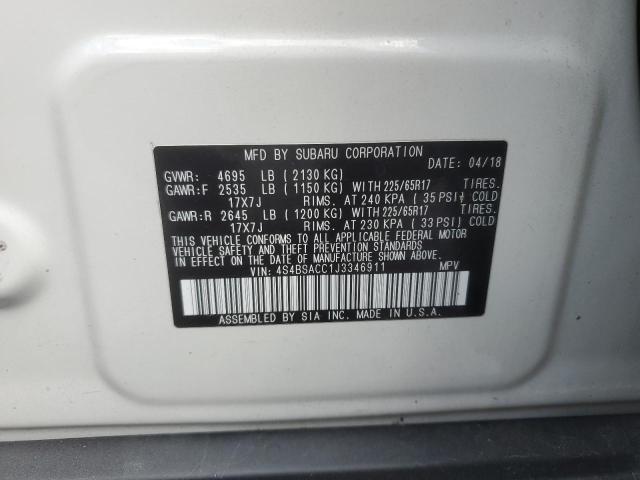 MFD BY SUBARU CORPORATION
DATE: 04/18
GVWR: 4695 LB ( 2130 KG)
GAWR:F 2535 LB ( 1150 KG) WITH 225/65R17 TIRES.
17X7J RIMS. AT 240 KPA ( 35 PSI) COLD
GAWR:R 2645 LB ( 1200 KG) WITH 225/65R17 TIRES.
17X7J RIMS. AT 230 KPA ( 33 PSI) COLD
THIS VEHICLE CONFORMS TO ALL APPLICABLE FEDERAL MOTOR
VEHICLE SAFETY AND THEFT PREVENTION STANDARDS
IN EFFECT ON THE DATE OF MANUFACTURE SHOWN ABOVE.
VIN: 4S4BSACC1J3346911 MPV
ASSEMBLED BY SIA INC. MADE IN U.S.A.